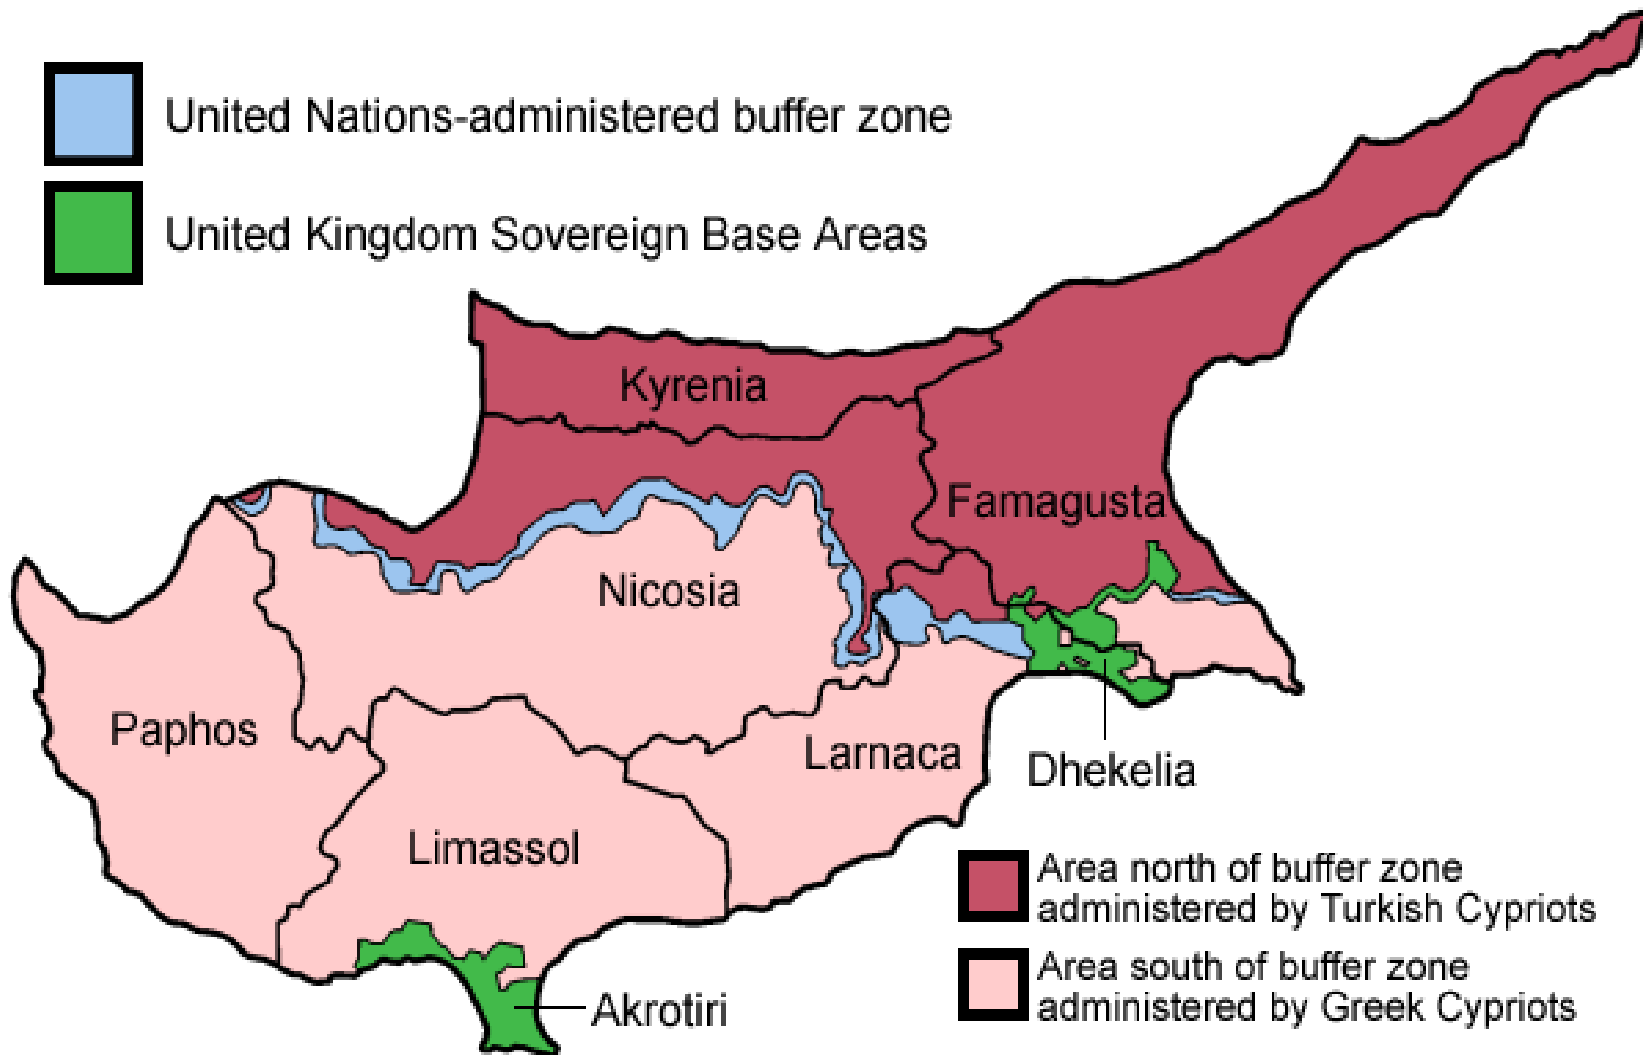 United Nations-administered buffer zone
United Kingdom Sovereign Base Areas
Kyrenia
Famagusta
Nicosia
Paphos
Larnaca
Dhekelia
Limassol
Area north of buffer zone
administered by Turkish Cypriots
Area south of buffer zone
administered by Greek Cypriots
Akrotiri